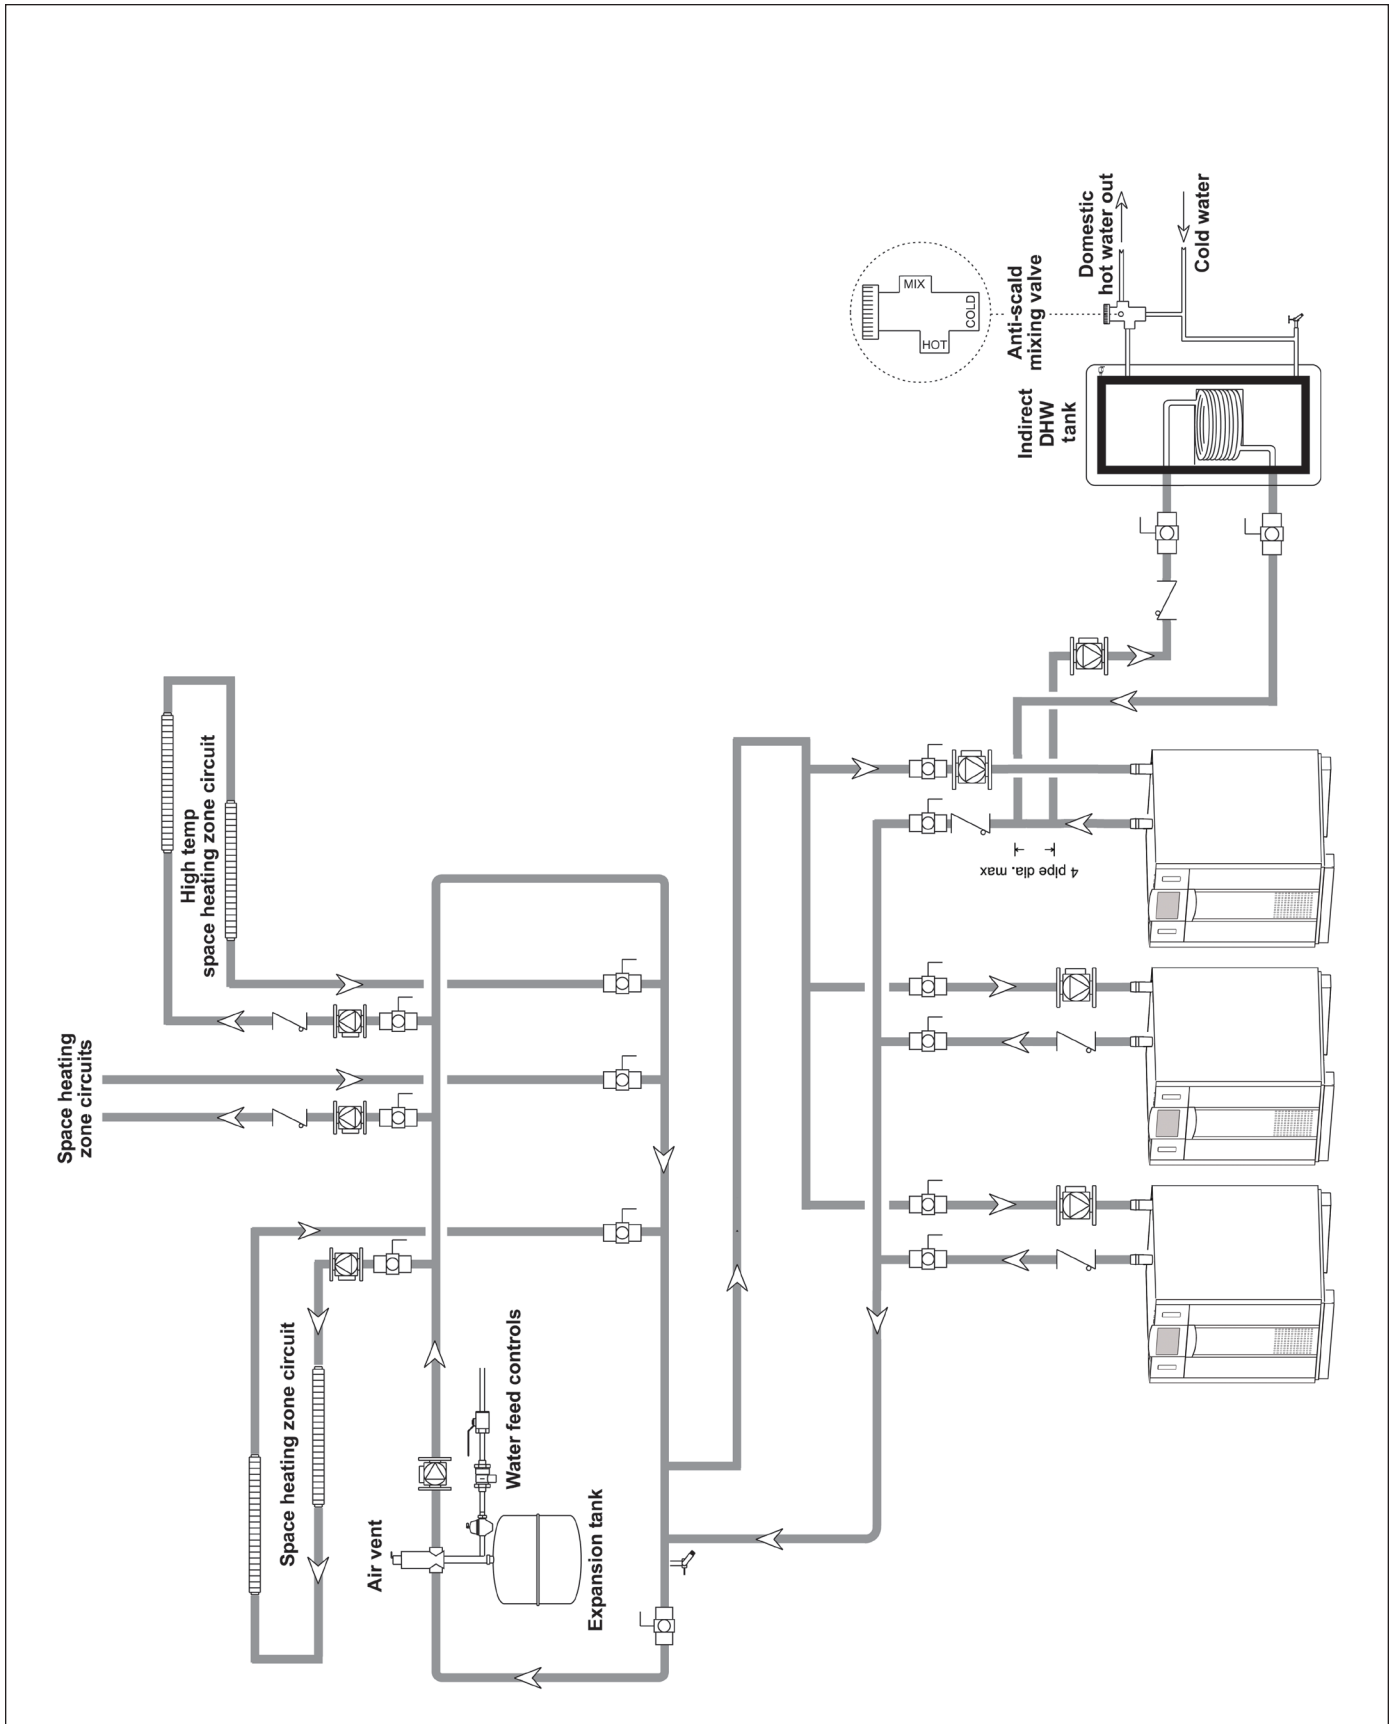 Space heating
zone circuits
High temp
space heating zone circuit
Space heating zone circuit
Air vent
Water feed controls
Expansion tank
MIX
HOT
COLD
Anti-scald
mixing valve
Domestic
hot water out
Cold water
Indirect
DHW
tank
4 pipe dia. max